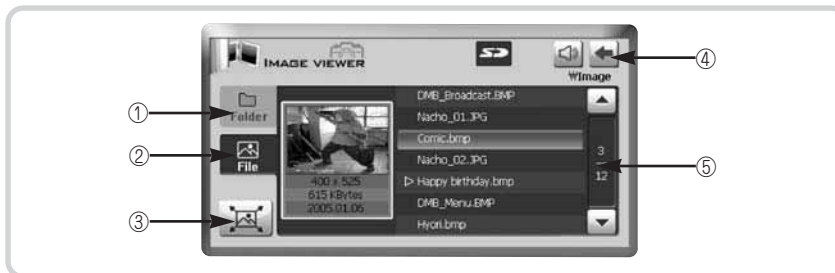 IMAGE VIEWER
SD
④
₩Image
①
Folder
DMB_Broadcast.BMP
Nacho_01.JPG
②
File
Comic.bmp
3
⑤
Nacho_02.JPG
400 x 525
▷ Happy birthday.bmp
12
615 KBytes
2005.01.06
DMB_Menu.BMP
③
Hyori.bmp